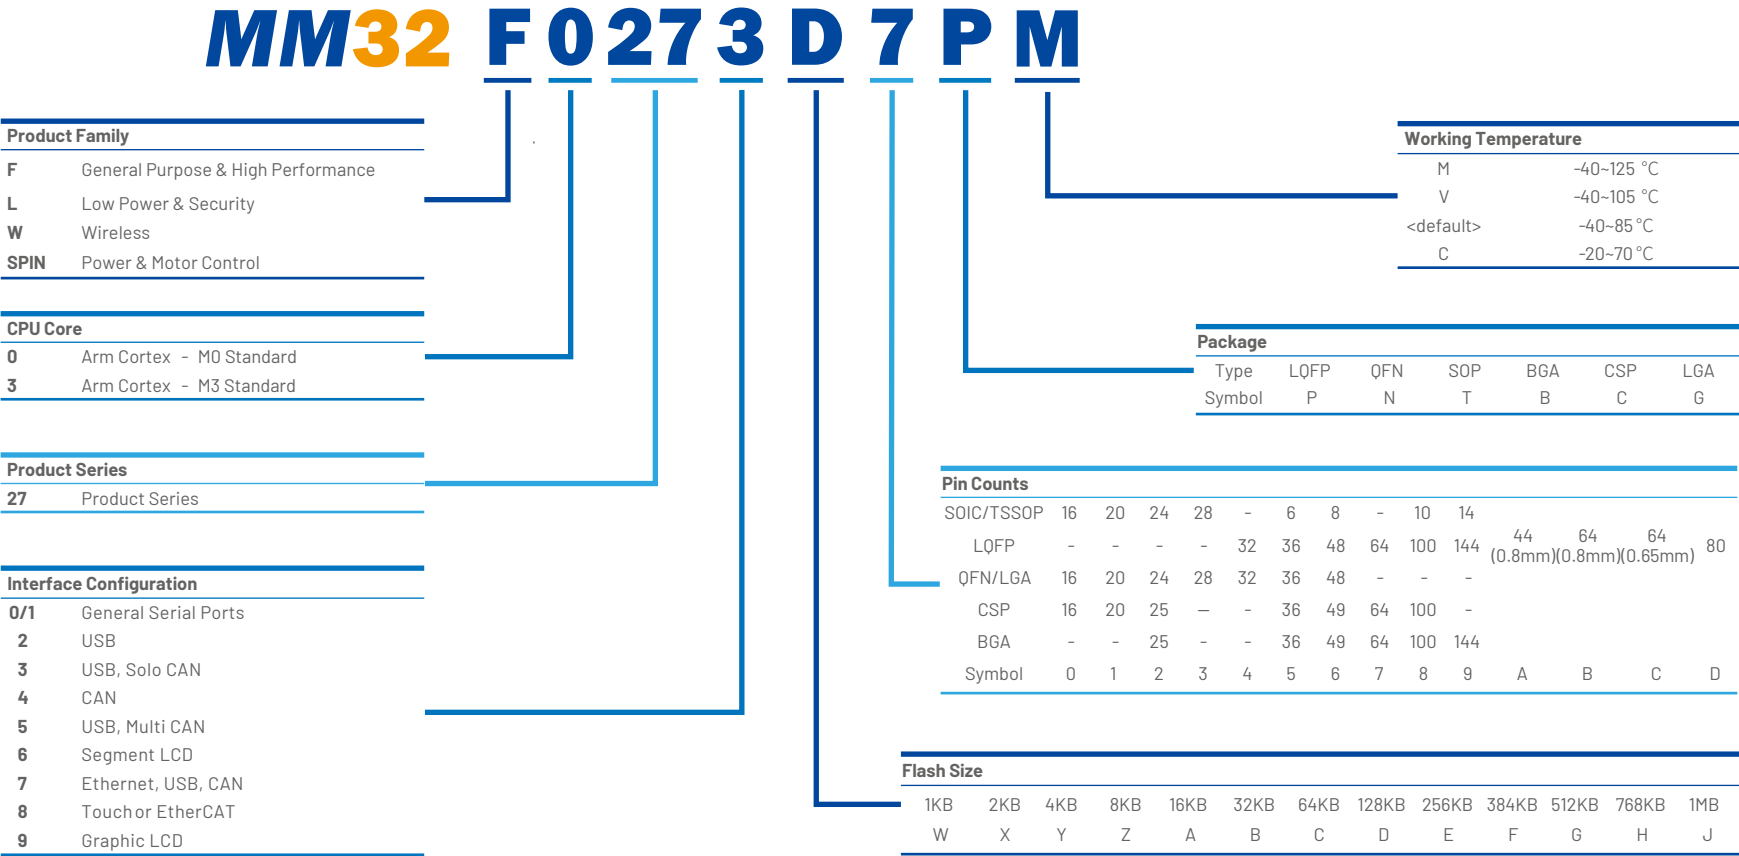 MM32 F 0 27 3 D 7 P M
Product Family
F General Purpose & High Performance
L Low Power & Security
W Wireless
SPIN Power & Motor Control
CPU Core
0 Arm Cortex - M0 Standard
3 Arm Cortex - M3 Standard
Product Series
27 Product Series
Interface Configuration
0/1 General Serial Ports
2 USB
3 USB, Solo CAN
4 CAN
5 USB, Multi CAN
6 Segment LCD
7 Ethernet, USB, CAN
8 Touch or EtherCAT
9 Graphic LCD
Working Temperature
M -40~125 °C
V -40~105 °C
<default> -40~85 °C
C -20~70 °C
Package
Type LQFP QFN SOP BGA CSP LGA
Symbol P N T B C G
Pin Counts
SOIC/TSSOP 16 20 24 28 - 6 8 - 10 14
LQFP - - - - 32 36 48 64 100 144 44 (0.8mm) 64 (0.8mm) 64 (0.65mm) 80
QFN/LGA 16 20 24 28 32 36 48 - - -
CSP 16 20 25 — - 36 49 64 100 -
BGA - - 25 - - 36 49 64 100 144
Symbol 0 1 2 3 4 5 6 7 8 9 A B C D
Flash Size
1KB 2KB 4KB 8KB 16KB 32KB 64KB 128KB 256KB 384KB 512KB 768KB 1MB
W X Y Z A B C D E F G H J